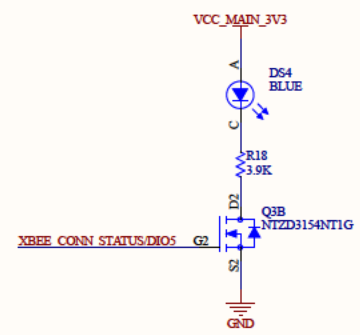 VCC_MAIN_3V3
A
DS4
BLUE
C
R18
3.9K
D2
Q3B
NTZD3154NT1G
XBEE_CONN_STATUS/DIO5
G2
S2
GND